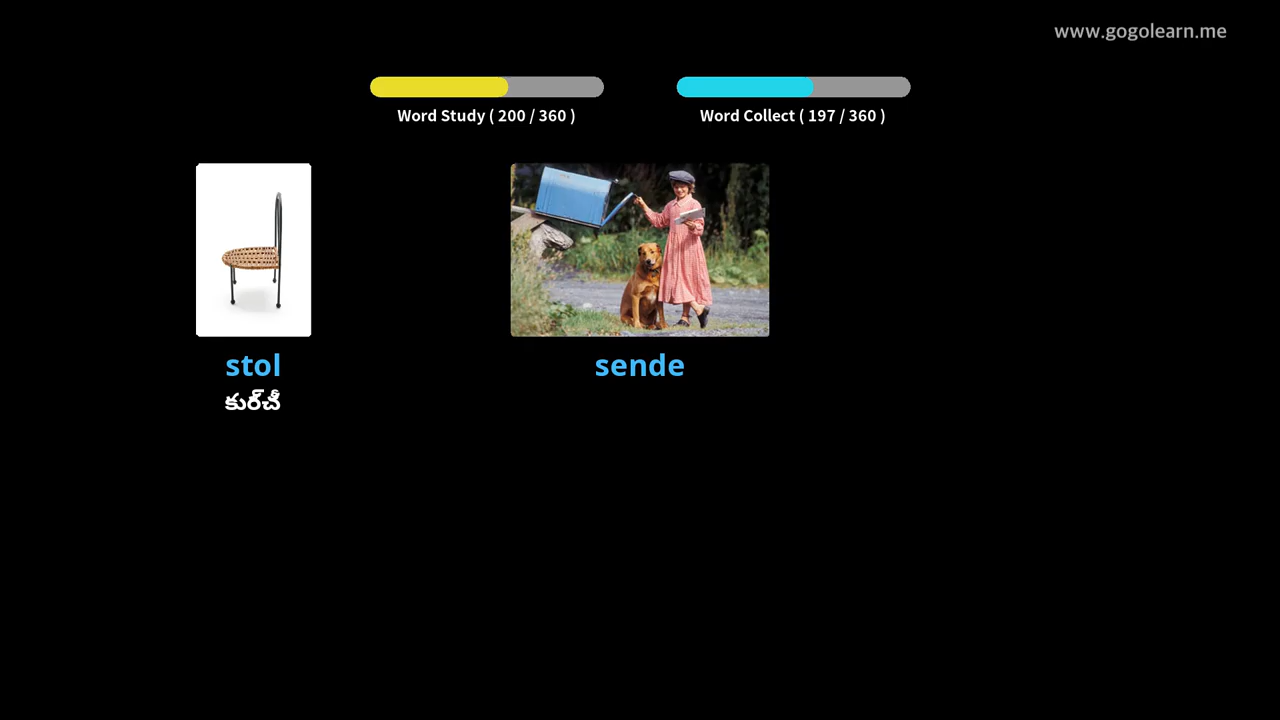 www.gogolearn.me
Word Study ( 200 / 360 )
Word Collect ( 197 / 360 )
stol
sende
కుర్‌చీ